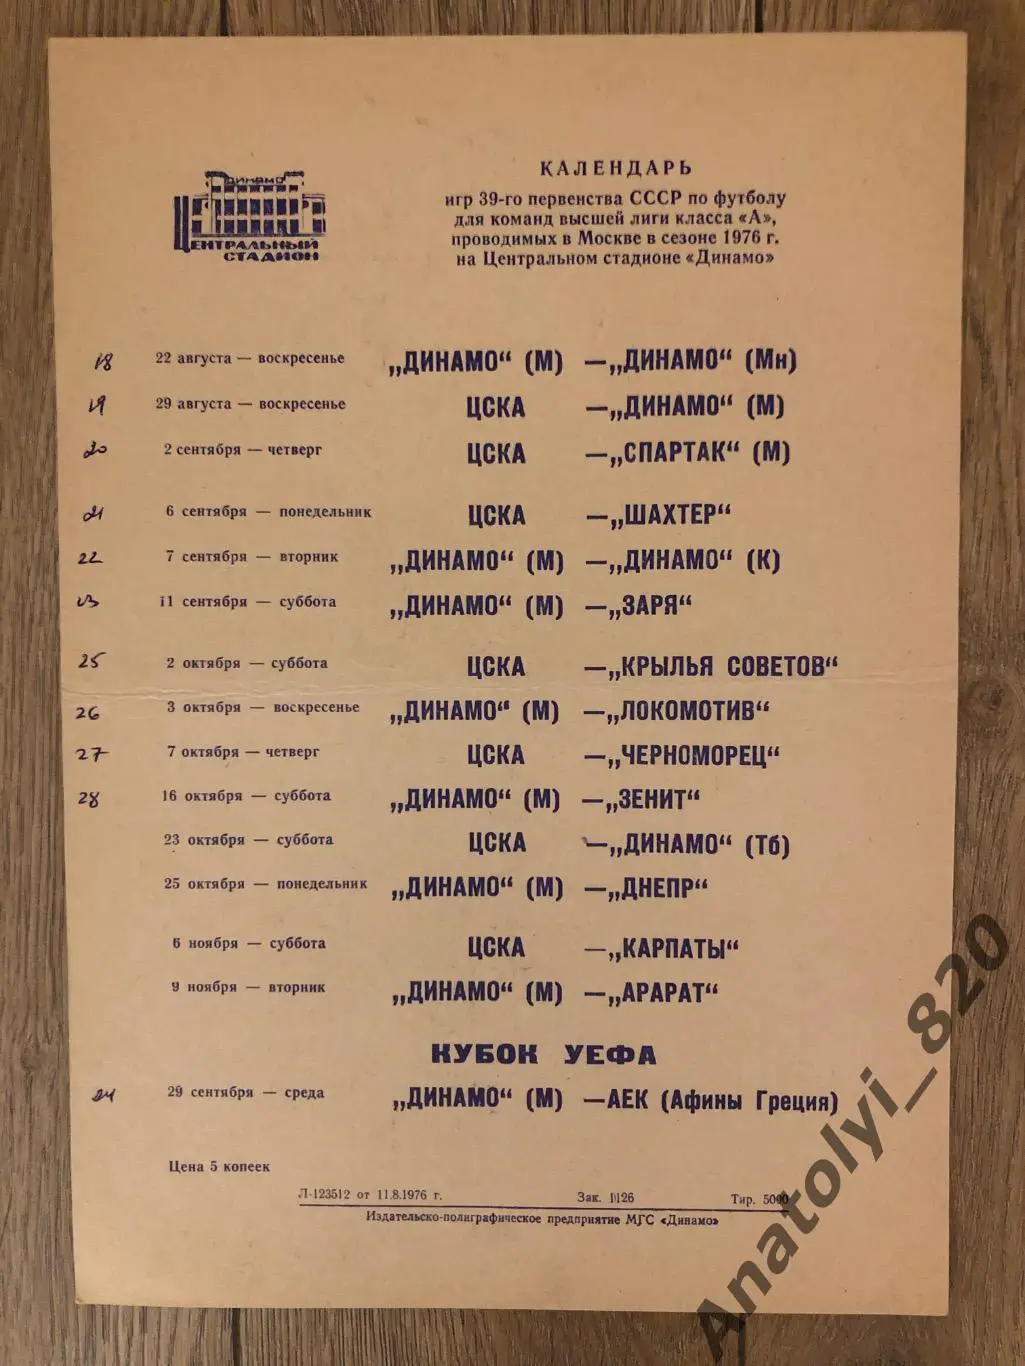 ДИНАМО
ЦЕНТРАЛЬНЫЙ
СТАДИОН
КАЛЕНДАРЬ
игр 39-го первенства СССР по футболу
для команд высшей лиги класса «А»,
проводимых в Москве в сезоне 1976 г.
на Центральном стадионе «Динамо»
18 22 августа — воскресенье „ДИНАМО“ (М) —„ДИНАМО“ (Мн)
19 29 августа — воскресенье ЦСКА —„ДИНАМО“ (М)
20 2 сентября — четверг ЦСКА —„СПАРТАК“ (М)
21 6 сентября — понедельник ЦСКА —„ШАХТЕР“
22 7 сентября — вторник „ДИНАМО“ (М) —„ДИНАМО“ (К)
23 11 сентября — суббота „ДИНАМО“ (М) —„ЗАРЯ“
25 2 октября — суббота ЦСКА —„КРЫЛЬЯ СОВЕТОВ“
26 3 октября — воскресенье „ДИНАМО“ (М) —„ЛОКОМОТИВ“
27 7 октября — четверг ЦСКА —„ЧЕРНОМОРЕЦ“
28 16 октября — суббота „ДИНАМО“ (М) —„ЗЕНИТ“
23 октября — суббота ЦСКА —„ДИНАМО“ (Тб)
25 октября — понедельник „ДИНАМО“ (М) —„ДНЕПР“
6 ноября — суббота ЦСКА —„КАРПАТЫ“
9 ноября — вторник „ДИНАМО“ (М) —„АРАРАТ“
КУБОК УЕФА
24 29 сентября — среда „ДИНАМО“ (М) —АЕК (Афины Греция)
Цена 5 копеек
Л-123512 от 11.8.1976 г. Зак. 1126 Тир. 5000
Издательско-полиграфическое предприятие МГС «Динамо»
Anatolyi_820